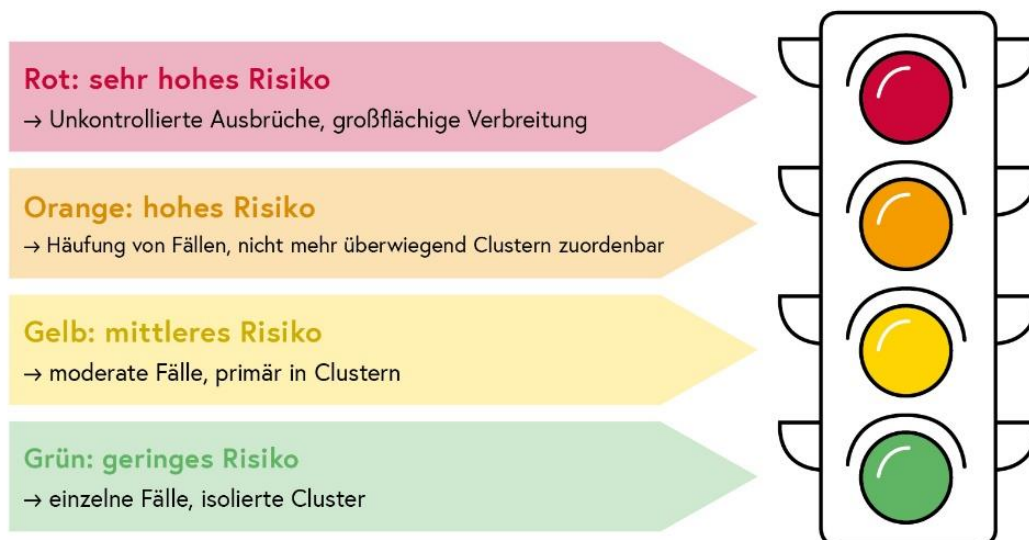 Rot: sehr hohes Risiko
→ Unkontrollierte Ausbrüche, großflächige Verbreitung
Orange: hohes Risiko
→ Häufung von Fällen, nicht mehr überwiegend Clustern zuordenbar
Gelb: mittleres Risiko
→ moderate Fälle, primär in Clustern
Grün: geringes Risiko
→ einzelne Fälle, isolierte Cluster